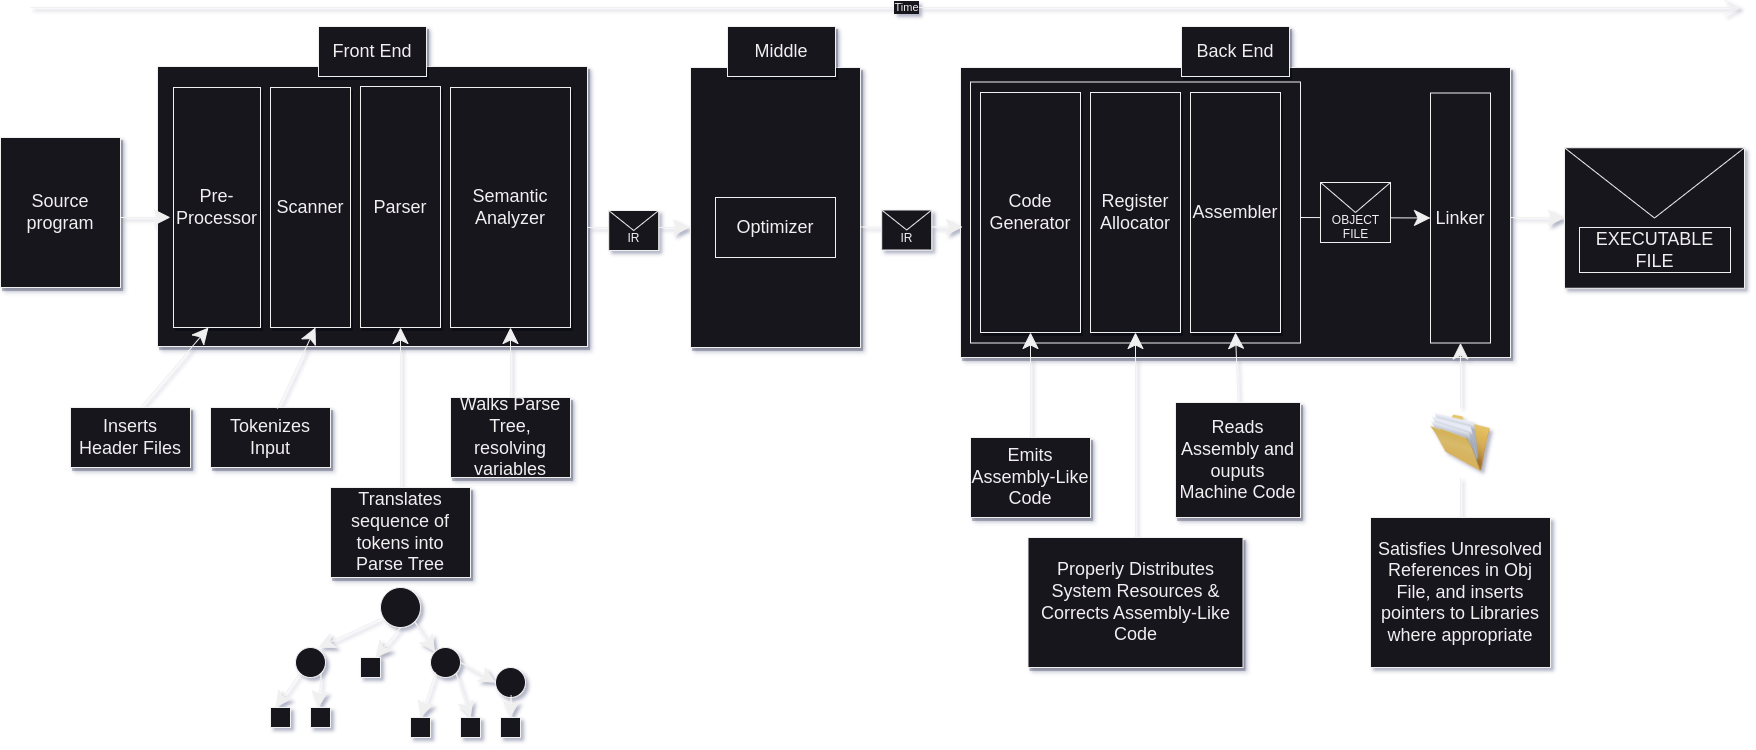 Time
Front End
Middle
Back End
Source
program
Pre-
Processor
Scanner
Parser
Semantic
Analyzer
IR
Optimizer
IR
Code
Generator
Register
Allocator
Assembler
OBJECT
FILE
Linker
EXECUTABLE
FILE
Inserts
Header Files
Tokenizes
Input
Walks Parse
Tree,
resolving
variables
Translates
sequence of
tokens into
Parse Tree
Emits
Assembly-Like
Code
Reads
Assembly and
ouputs
Machine Code
Properly Distributes
System Resources &
Corrects Assembly-Like
Code
Satisfies Unresolved
References in Obj
File, and inserts
pointers to Libraries
where appropriate